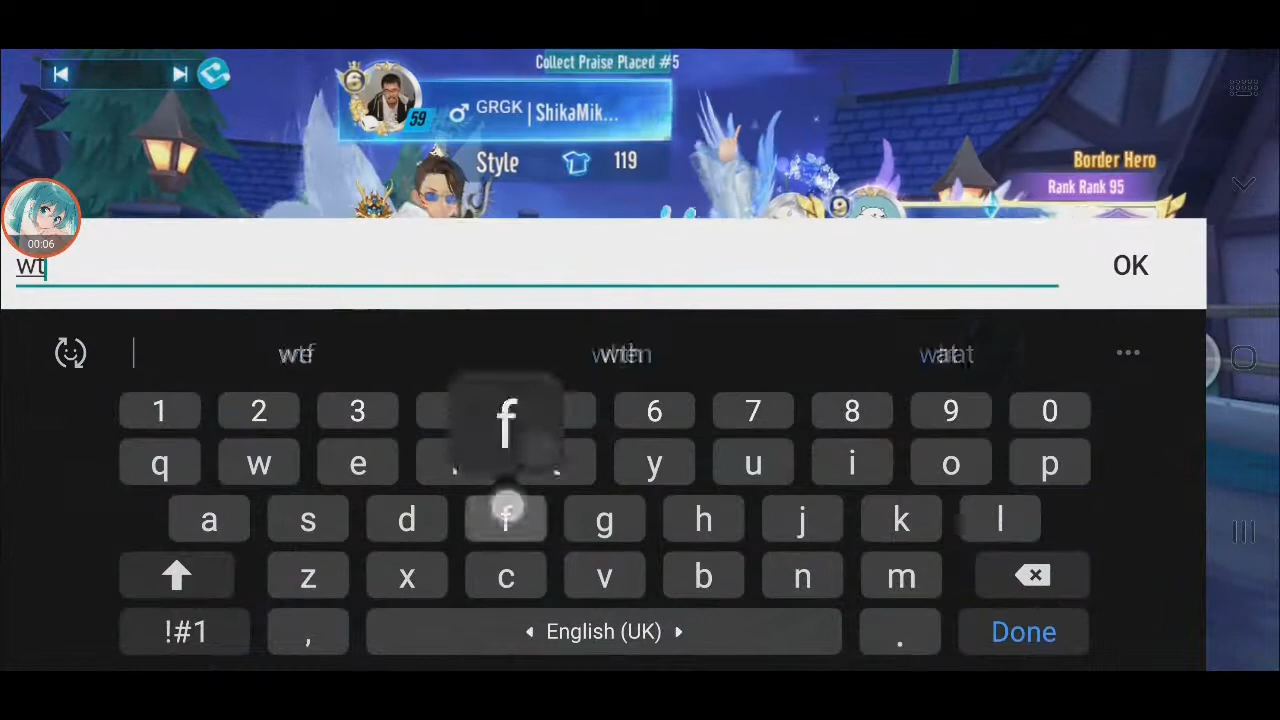 Collect Praise Placed #5
6
59
GRGK | ShikaMik...
Style 119
Border Hero
Rank Rank 95
9
00:06
wt
OK
wtf
...
1 2 3 6 7 8 9 0
f
q w e y u i o p
a s d f g h j k l
z x c v b n m
!#1 , English (UK) . Done